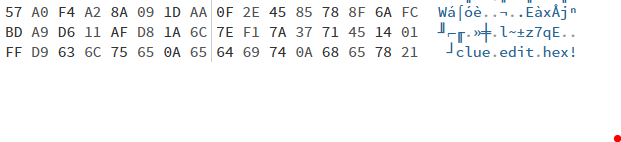 57 A0 F4 A2 8A 09 1D AA 0F 2E 45 85 78 8F 6A FC Wá⌠óè..¬..EàxÅjⁿ
BD A9 D6 11 AF D8 1A 6C 7E F1 7A 37 71 45 14 01 ╜⌐╓.»╪.l~±z7qE..
FF D9 63 6C 75 65 0A 65 64 69 74 0A 68 65 78 21 ┘clue.edit.hex!